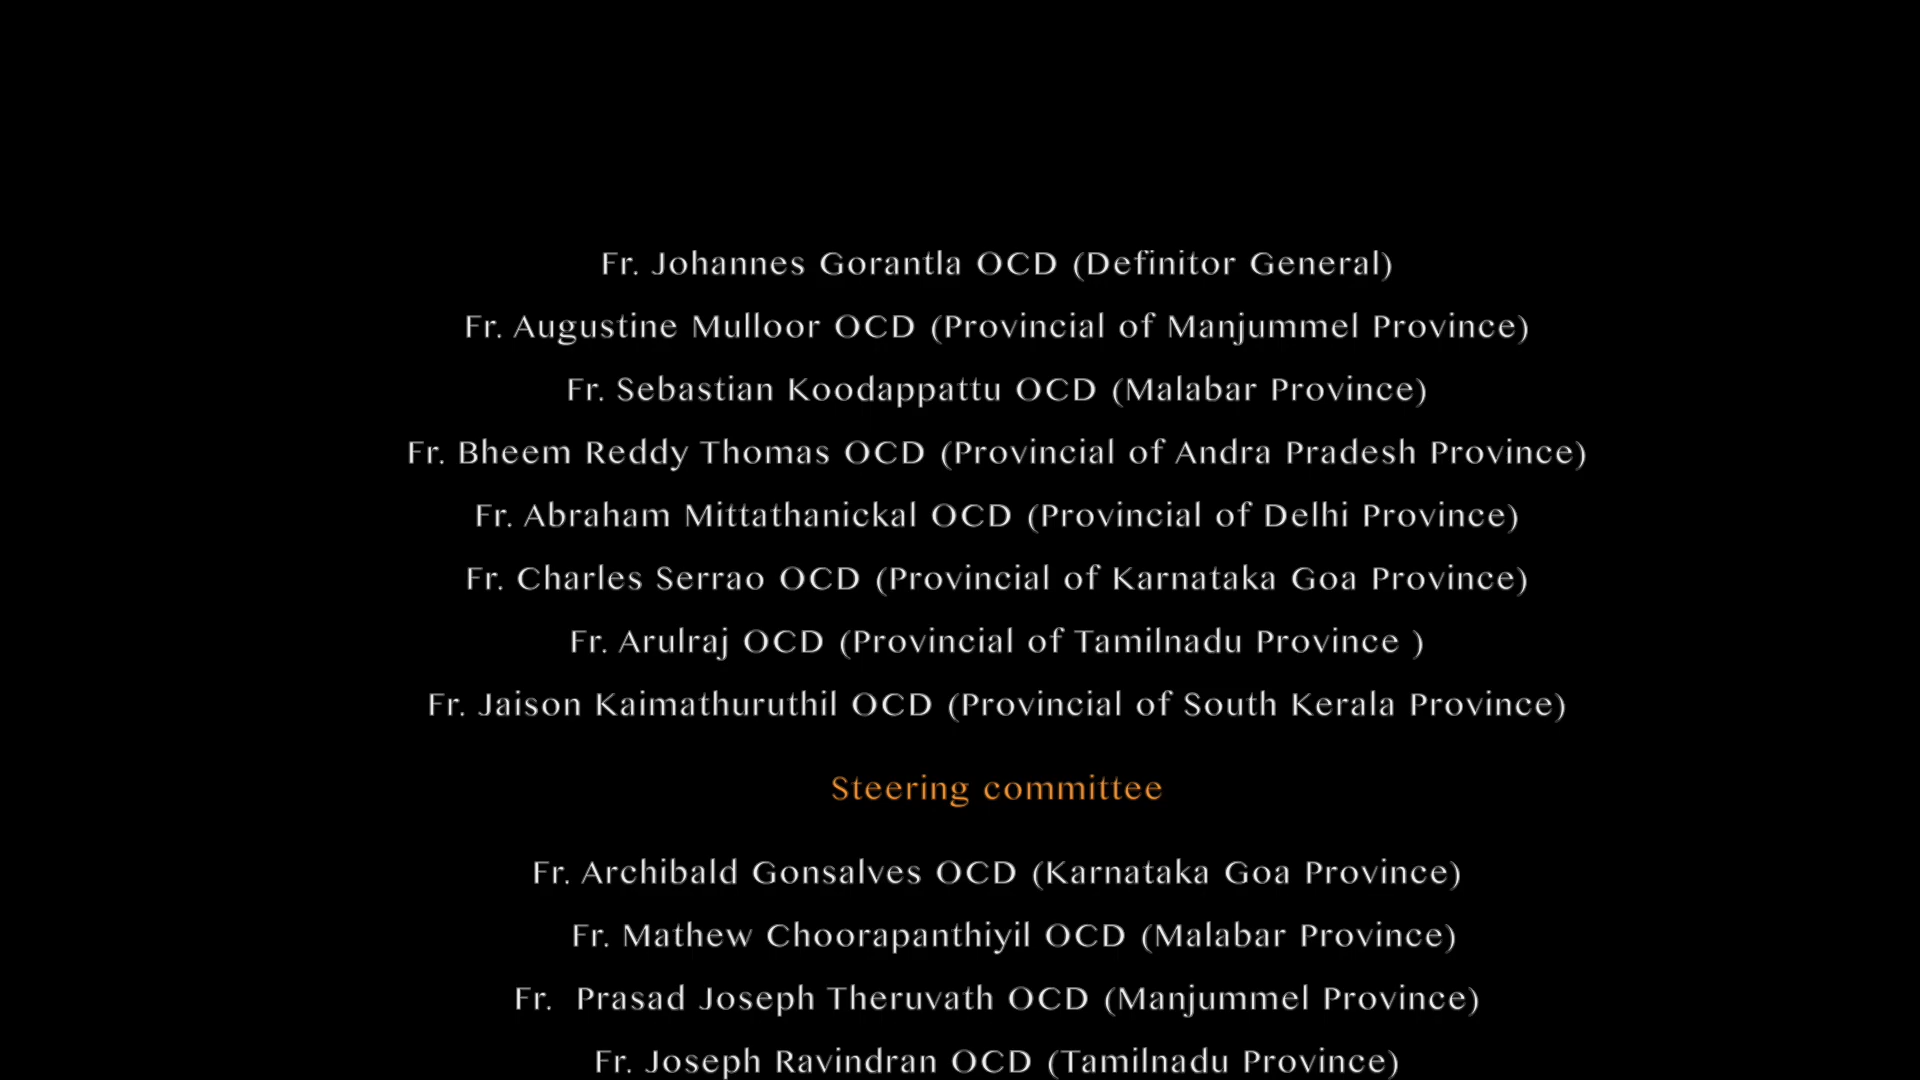 Fr. Johannes Gorantla OCD (Definitor General)
Fr. Augustine Mulloor OCD (Provincial of Manjummel Province)
Fr. Sebastian Koodappattu OCD (Malabar Province)
Fr. Bheem Reddy Thomas OCD (Provincial of Andra Pradesh Province)
Fr. Abraham Mittathanickal OCD (Provincial of Delhi Province)
Fr. Charles Serrao OCD (Provincial of Karnataka Goa Province)
Fr. Arulraj OCD (Provincial of Tamilnadu Province )
Fr. Jaison Kaimathuruthil OCD (Provincial of South Kerala Province)
Steering committee
Fr. Archibald Gonsalves OCD (Karnataka Goa Province)
Fr. Mathew Choorapanthiyil OCD (Malabar Province)
Fr.  Prasad Joseph Theruvath OCD (Manjummel Province)
Fr. Joseph Ravindran OCD (Tamilnadu Province)